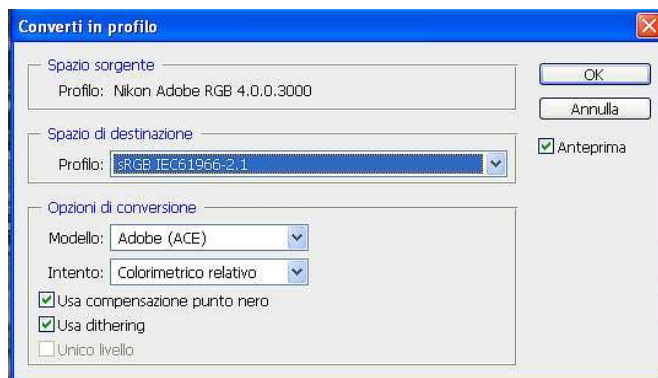 Converti in profilo
Spazio sorgente
Profilo: Nikon Adobe RGB 4.0.0.3000
OK
Annulla
Anteprima
Spazio di destinazione
Profilo: sRGB IEC61966-2.1
Opzioni di conversione
Modello: Adobe (ACE)
Intento: Colorimetrico relativo
Usa compensazione punto nero
Usa dithering
Unico livello